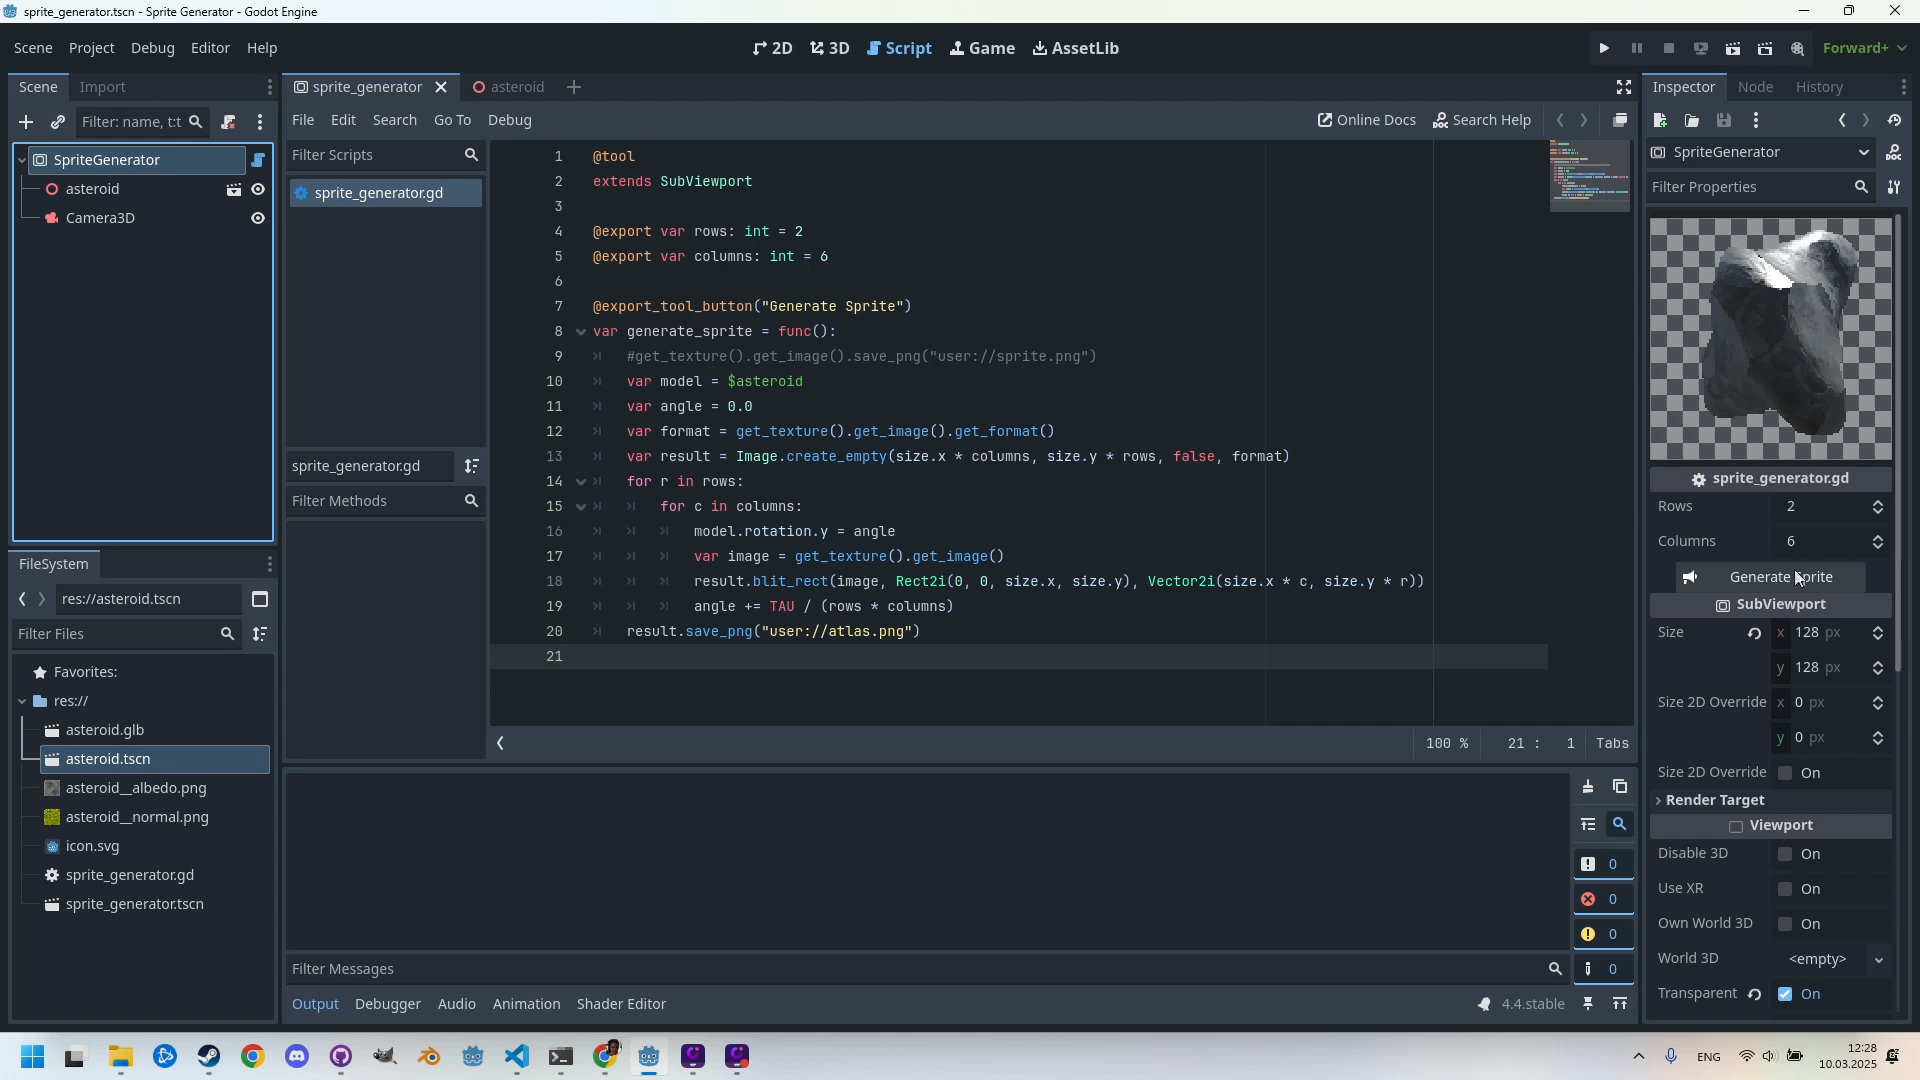 sprite_generator.tscn - Sprite Generator - Godot Engine
Scene Project Debug Editor Help
2D 3D Script Game AssetLib
Forward+
Scene Import
Filter: name, t:t
SpriteGenerator
asteroid
Camera3D
FileSystem
res://asteroid.tscn
Filter Files
Favorites:
res://
asteroid.glb
asteroid.tscn
asteroid__albedo.png
asteroid__normal.png
icon.svg
sprite_generator.gd
sprite_generator.tscn
sprite_generator asteroid
File Edit Search Go To Debug
Online Docs Search Help
Filter Scripts
sprite_generator.gd
sprite_generator.gd
Filter Methods
1 @tool
2 extends SubViewport
3
4 @export var rows: int = 2
5 @export var columns: int = 6
6
7 @export_tool_button("Generate Sprite")
8 var generate_sprite = func():
9 #get_texture().get_image().save_png("user://sprite.png")
10 var model = $asteroid
11 var angle = 0.0
12 var format = get_texture().get_image().get_format()
13 var result = Image.create_empty(size.x * columns, size.y * rows, false, format)
14 for r in rows:
15 for c in columns:
16 model.rotation.y = angle
17 var image = get_texture().get_image()
18 result.blit_rect(image, Rect2i(0, 0, size.x, size.y), Vector2i(size.x * c, size.y * r))
19 angle += TAU / (rows * columns)
20 result.save_png("user://atlas.png")
21
100 % 21 : 1 Tabs
0
0
0
0
Filter Messages
Output Debugger Audio Animation Shader Editor
4.4.stable
Inspector Node History
SpriteGenerator
Filter Properties
sprite_generator.gd
Rows 2
Columns 6
Generate Sprite
SubViewport
Size x 128 px
y 128 px
Size 2D Override x 0 px
y 0 px
Size 2D Override On
Render Target
Viewport
Disable 3D On
Use XR On
Own World 3D On
World 3D <empty>
Transparent On
ENG
12:28
10.03.2025